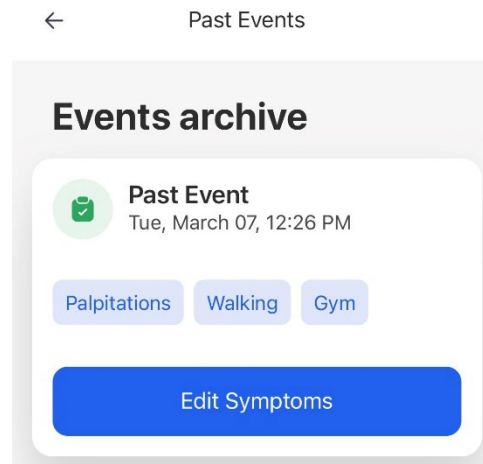 Past Events
Events archive
Past Event
Tue, March 07, 12:26 PM
Palpitations Walking Gym
Edit Symptoms